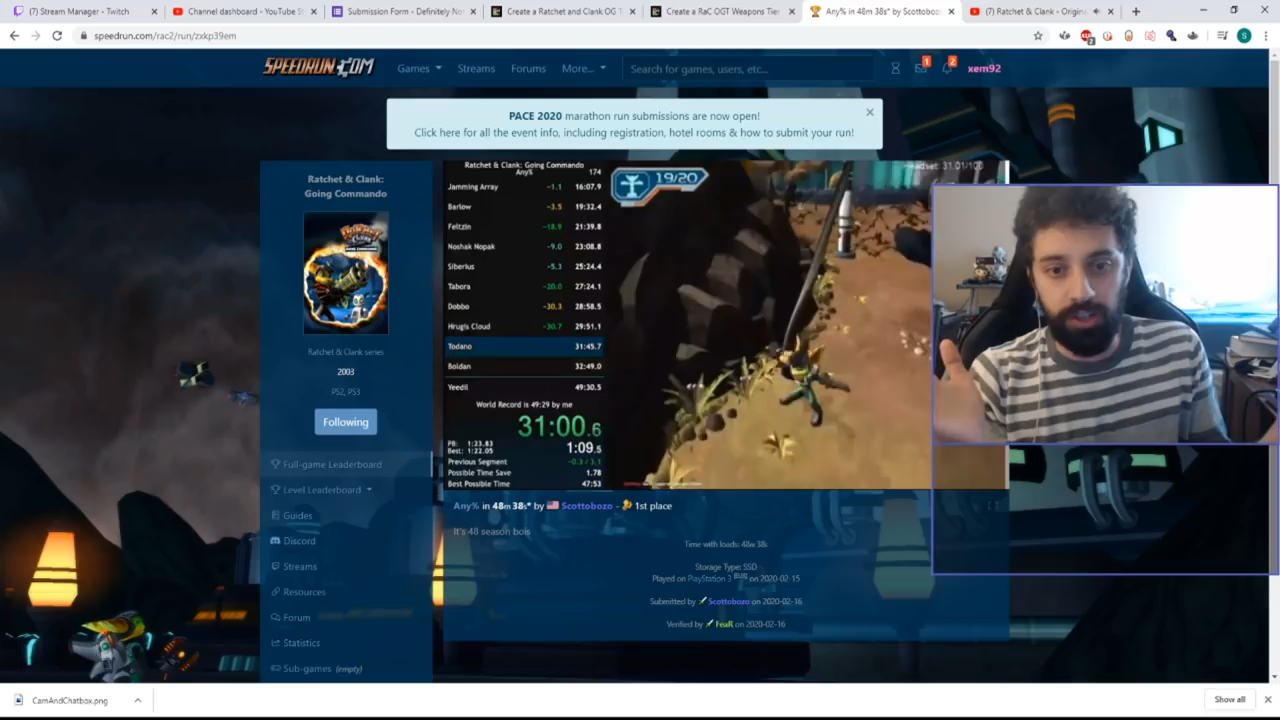 (7) Stream Manager - Twitch
Channel dashboard - YouTube St
Submission Form - Definitely No
Create a Ratchet and Clank OG T
Create a RaC OGT Weapons Tier
Any% in 48m 38s* by Scottobozo
(7) Ratchet & Clank - Origin
speedrun.com/rac2/run/zxkp39em
SPEEDRUN.COM
Games
Streams
Forums
More...
Search for games, users, etc...
1
2
xem92
PACE 2020 marathon run submissions are now open!
Click here for all the event info, including registration, hotel rooms & how to submit your run!
Ratchet & Clank:
Going Commando
Ratchet & Clank series
2003
PS2, PS3
Following
Full-game Leaderboard
Level Leaderboard
Guides
Discord
Streams
Resources
Forum
Statistics
Sub-games (empty)
Ratchet & Clank: Going Commando
Any% 174
Jamming Array -1.1 16:07.9
Barlow -3.5 19:32.4
Feltzin -18.9 21:39.8
Noshak Nopak -9.0 23:08.8
Siberius -5.3 25:24.4
Tabora -20.0 27:24.1
Dobbo -30.3 28:58.5
Hrugis Cloud -30.7 29:51.1
Todano 31:45.7
Boldan 32:49.0
Yeedil 49:30.5
World Record is 49:29 by me
31:00.6
PB: 1:23.83
Best: 1:22.05
1:09.5
Previous Segment -0.3 / 3.1
Possible Time Save 1.78
Best Possible Time 47:53
19/20
Any% in 48m 38s* by Scottobozo - 1st place
It's 48 season bois
Time with loads: 48m 38s
Storage Type: SSD
Played on PlayStation 3 on 2020-02-15
Submitted by Scottobozo on 2020-02-16
Verified by FeaR on 2020-02-16
CamAndChatbox.png
Show all